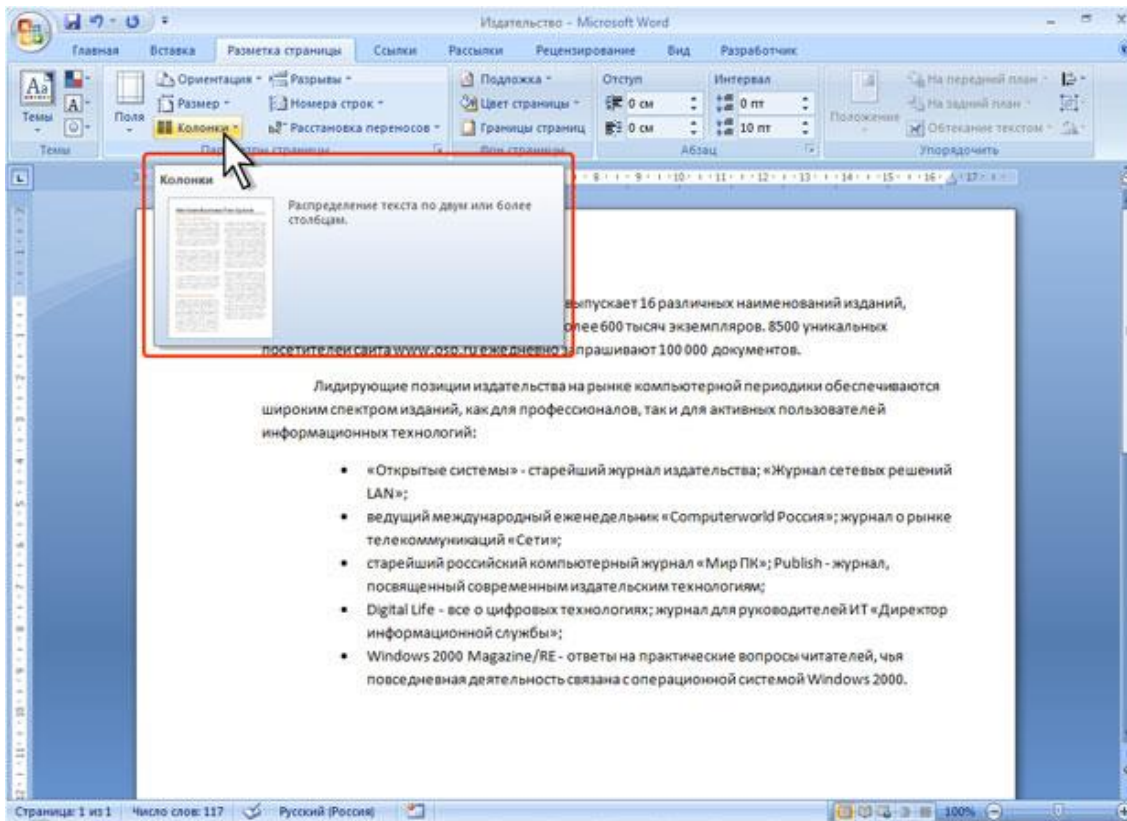 Издательство - Microsoft Word
Главная Вставка Разметка страницы Ссылки Рассылки Рецензирование Вид Разработчик
Темы
Поля
Ориентация
Размер
Колонки
Разрывы
Номера строк
Расстановка переносов
Параметры страницы
Подложка
Цвет страницы
Границы страниц
Фон страницы
Отступ
0 см
0 см
Интервал
0 пт
10 пт
Абзац
Положение
На передний план
На задний план
Обтекание текстом
Упорядочить
Колонки
Распределение текста по двум или более
столбцам.
выпускает 16 различных наименований изданий,
более 600 тысяч экземпляров. 8500 уникальных
посетителей сайта www.osp.ru ежедневно запрашивают 100 000 документов.
Лидирующие позиции издательства на рынке компьютерной периодики обеспечиваются
широким спектром изданий, как для профессионалов, так и для активных пользователей
информационных технологий:
• «Открытые системы» - старейший журнал издательства; «Журнал сетевых решений
LAN»;
• ведущий международный еженедельник «Computerworld Россия»; журнал о рынке
телекоммуникаций «Сети»;
• старейший российский компьютерный журнал «Мир ПК»; Publish - журнал,
посвященный современным издательским технологиям;
• Digital Life - все о цифровых технологиях; журнал для руководителей ИТ «Директор
информационной службы»;
• Windows 2000 Magazine/RE - ответы на практические вопросы читателей, чья
повседневная деятельность связана с операционной системой Windows 2000.
Страница: 1 из 1 Число слов: 117 Русский (Россия) 100%